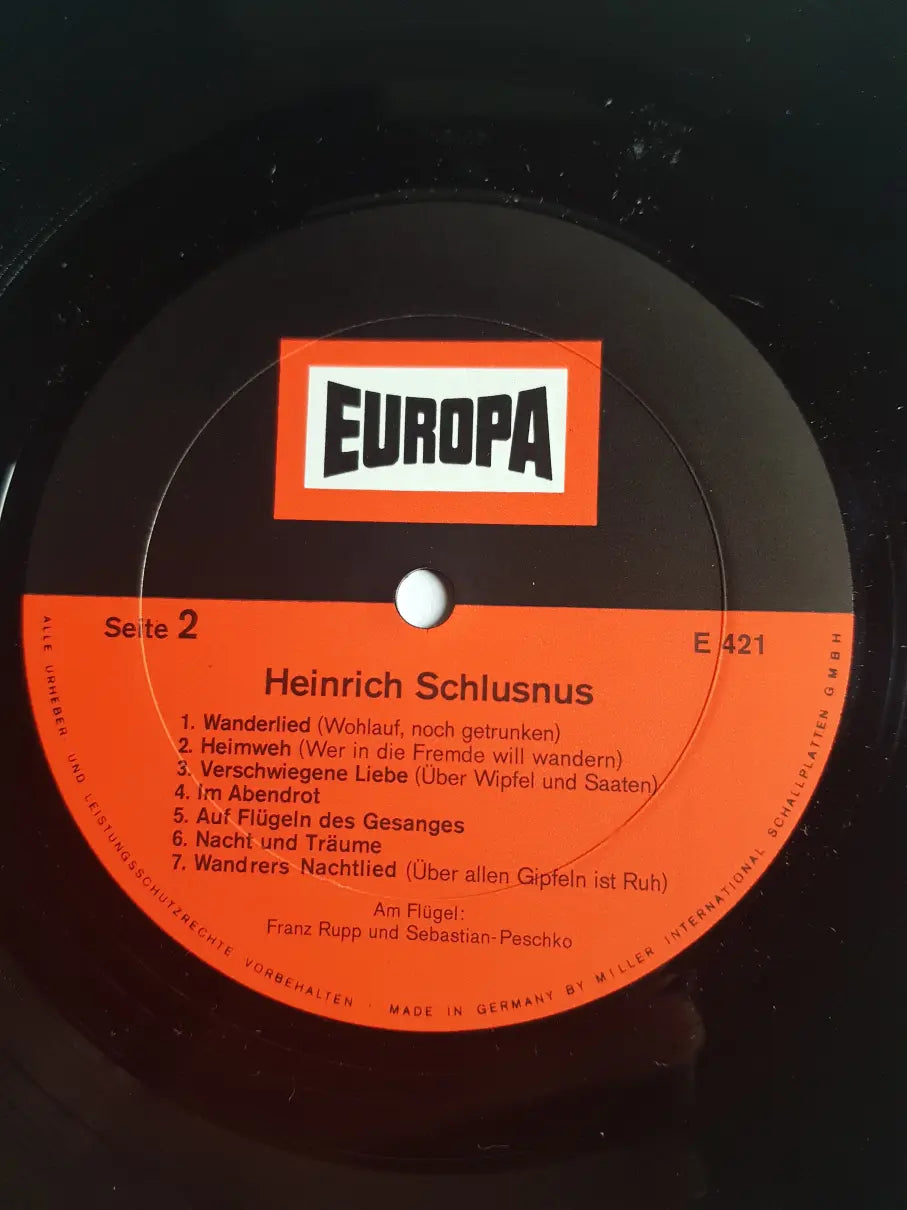 EUROPA
Seite 2
E 421
Heinrich Schlusnus
1. Wanderlied (Wohlauf, noch getrunken)
2. Heimweh (Wer in die Fremde will wandern)
3. Verschwiegene Liebe (Über Wipfel und Saaten)
4. Im Abendrot
5. Auf Flügeln des Gesanges
6. Nacht und Träume
7. Wandrers Nachtlied (Über allen Gipfeln ist Ruh)
Am Flügel:
Franz Rupp und Sebastian-Peschko
ALLE URHEBER- UND LEISTUNGSSCHUTZRECHTE VORBEHALTEN · MADE IN GERMANY BY MILLER INTERNATIONAL SCHALLPLATTEN GMBH